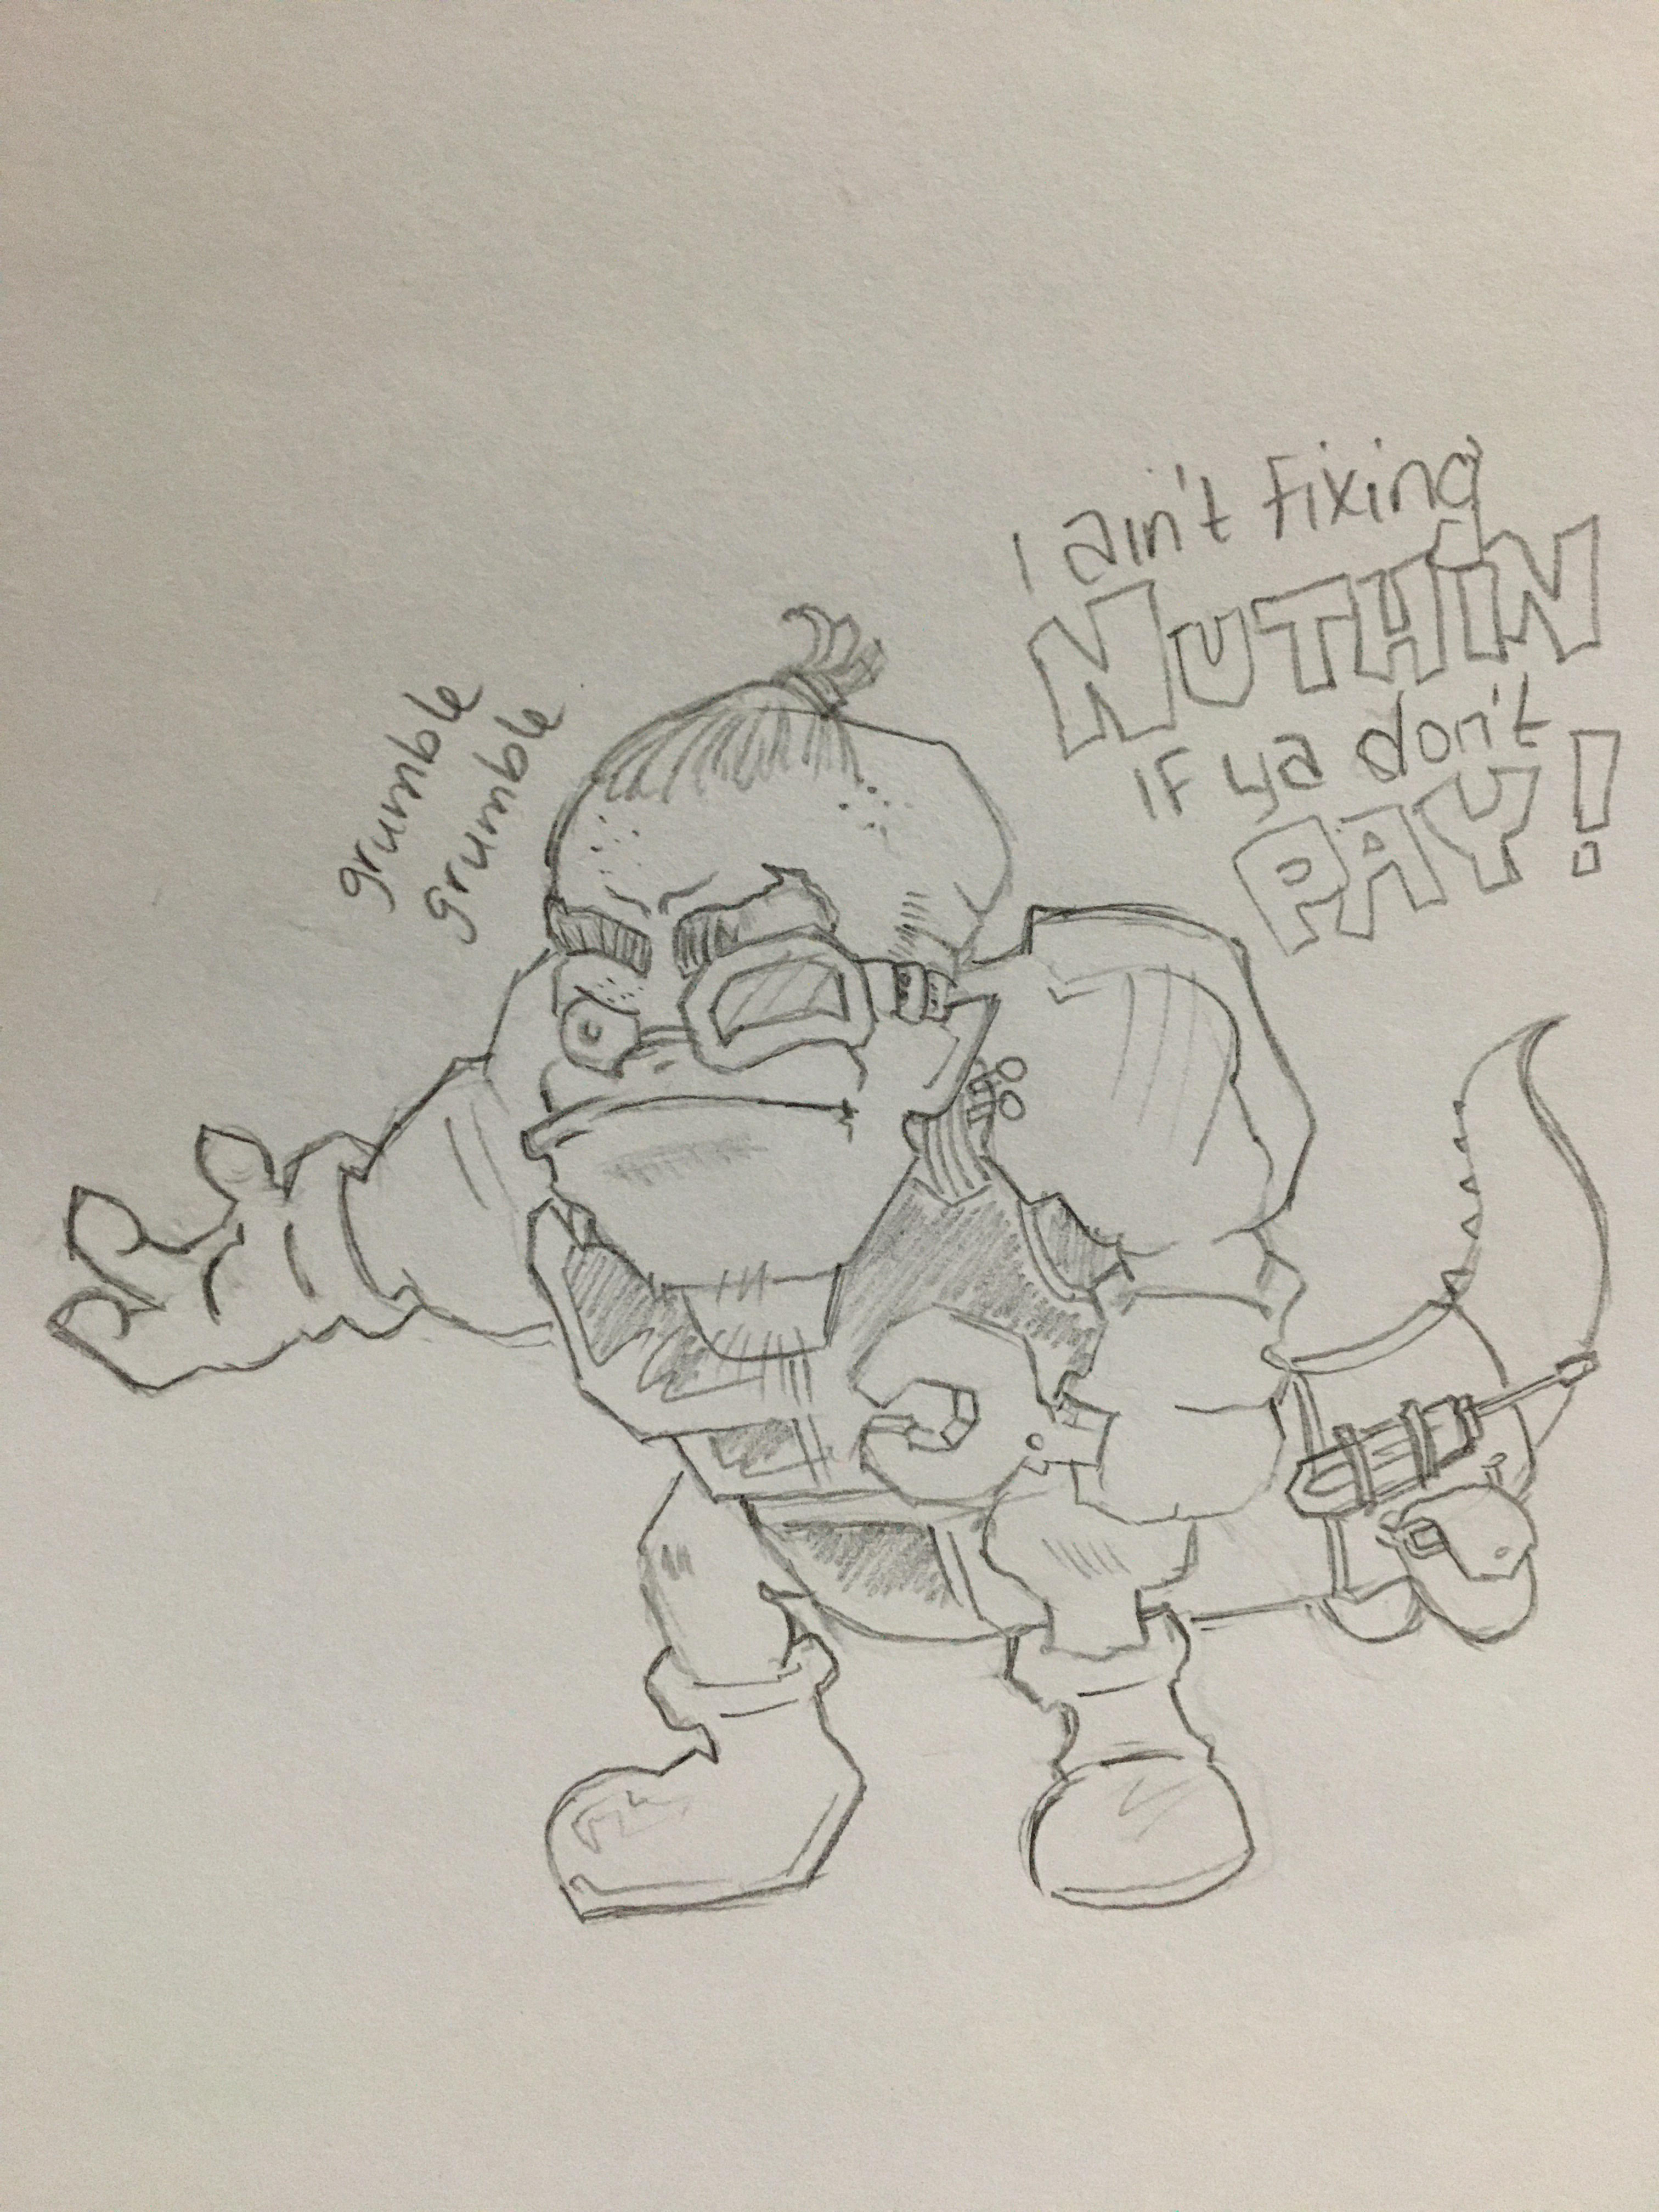 grumble
grumble
i ain't fixing
NUTHIN
IF ya don't
PAY!